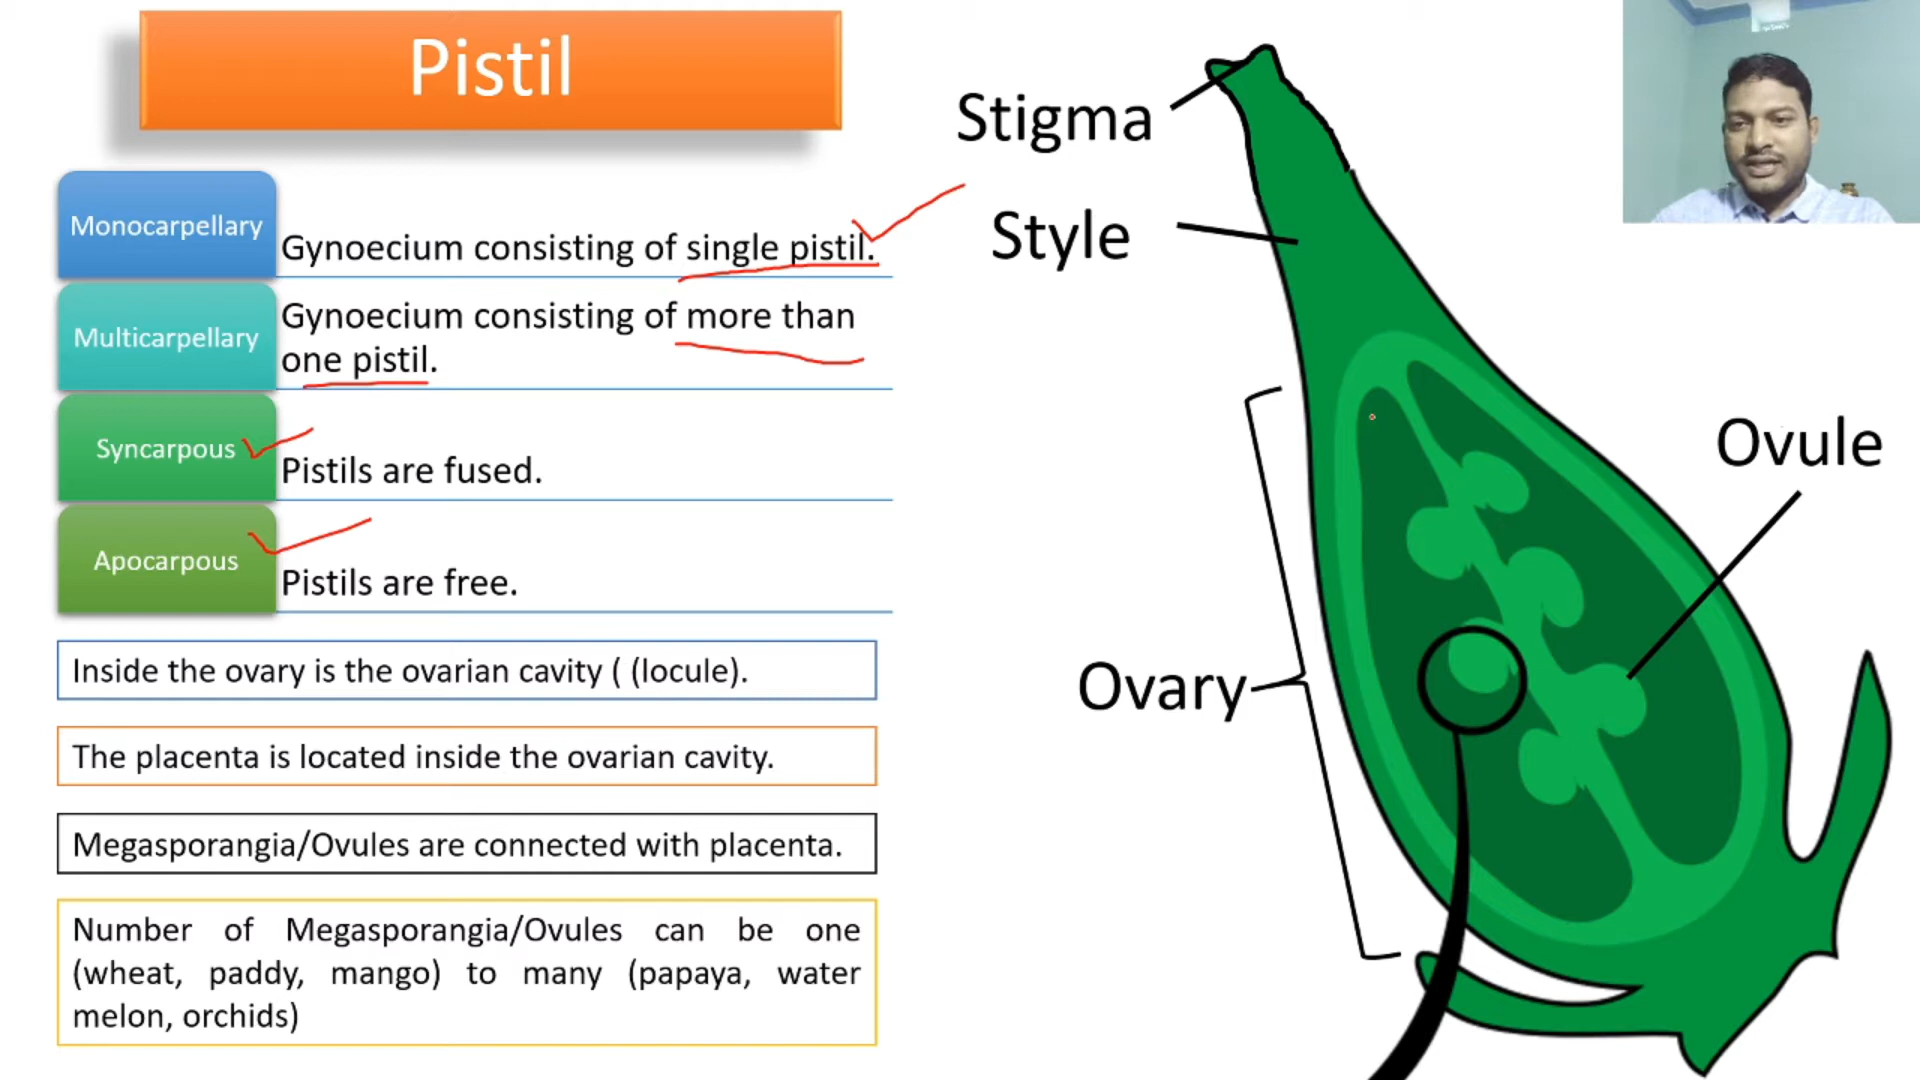 Pistil
Monocarpellary
Gynoecium consisting of single pistil.
Multicarpellary
Gynoecium consisting of more than
one pistil.
Syncarpous
Pistils are fused.
Apocarpous
Pistils are free.
Inside the ovary is the ovarian cavity ( (locule).
The placenta is located inside the ovarian cavity.
Megasporangia/Ovules are connected with placenta.
Number of Megasporangia/Ovules can be one
(wheat, paddy, mango) to many (papaya, water
melon, orchids)
Stigma
Style
Ovule
Ovary